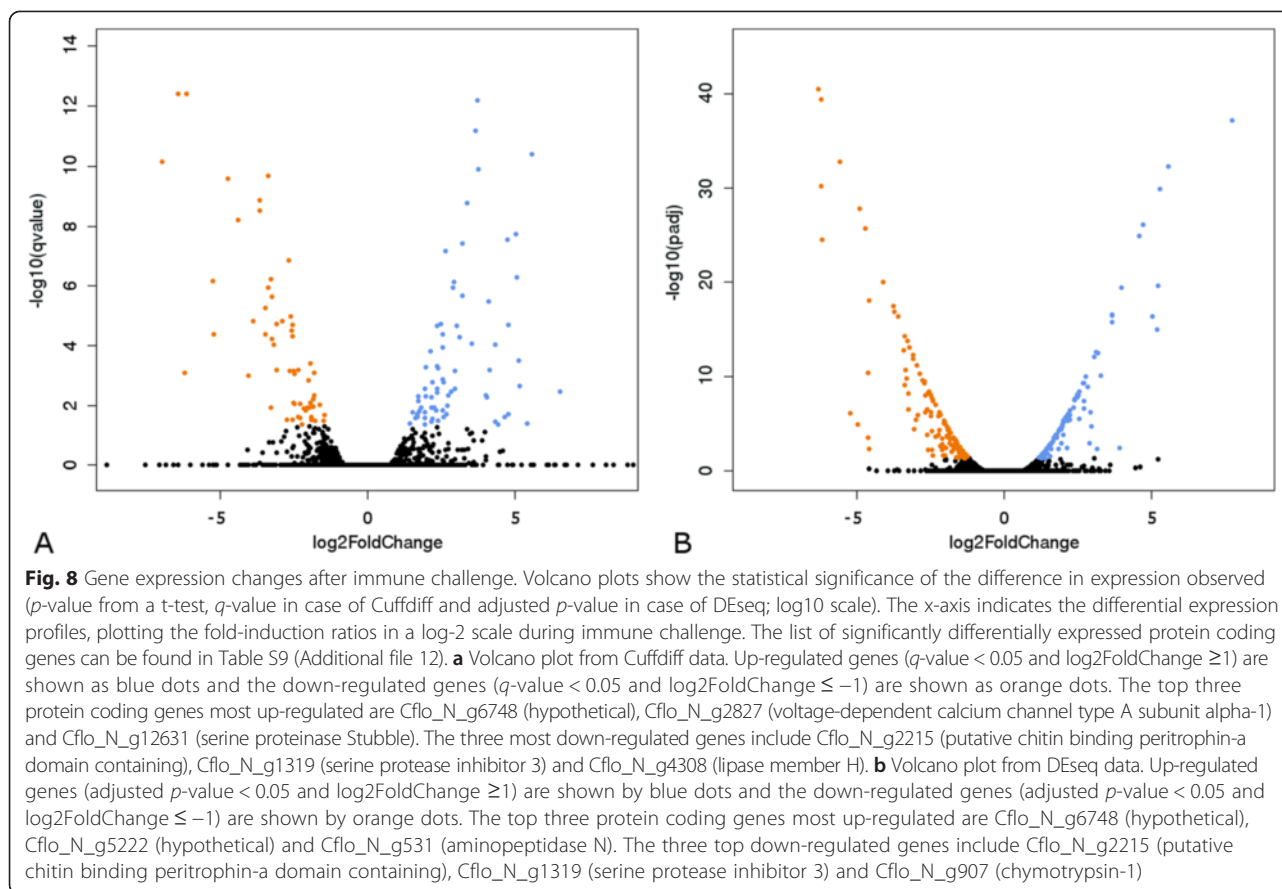 14
12
10
8
6
4
2
0
-log10(qvalue)
-5
0
5
log2FoldChange
A
40
30
20
10
0
-log10(padj)
-5
0
5
log2FoldChange
B
Fig. 8 Gene expression changes after immune challenge. Volcano plots show the statistical significance of the difference in expression observed
(p-value from a t-test, q-value in case of Cuffdiff and adjusted p-value in case of DEseq; log10 scale). The x-axis indicates the differential expression
profiles, plotting the fold-induction ratios in a log-2 scale during immune challenge. The list of significantly differentially expressed protein coding
genes can be found in Table S9 (Additional file 12). a Volcano plot from Cuffdiff data. Up-regulated genes (q-value < 0.05 and log2FoldChange ≥1) are
shown as blue dots and the down-regulated genes (q-value < 0.05 and log2FoldChange ≤ −1) are shown as orange dots. The top three
protein coding genes most up-regulated are Cflo_N_g6748 (hypothetical), Cflo_N_g2827 (voltage-dependent calcium channel type A subunit alpha-1)
and Cflo_N_g12631 (serine proteinase Stubble). The three most down-regulated genes include Cflo_N_g2215 (putative chitin binding peritrophin-a
domain containing), Cflo_N_g1319 (serine protease inhibitor 3) and Cflo_N_g4308 (lipase member H). b Volcano plot from DEseq data. Up-regulated
genes (adjusted p-value < 0.05 and log2FoldChange ≥1) are shown by blue dots and the down-regulated genes (adjusted p-value < 0.05 and
log2FoldChange ≤ −1) are shown by orange dots. The top three protein coding genes most up-regulated are Cflo_N_g6748 (hypothetical),
Cflo_N_g5222 (hypothetical) and Cflo_N_g531 (aminopeptidase N). The three top down-regulated genes include Cflo_N_g2215 (putative
chitin binding peritrophin-a domain containing), Cflo_N_g1319 (serine protease inhibitor 3) and Cflo_N_g907 (chymotrypsin-1)